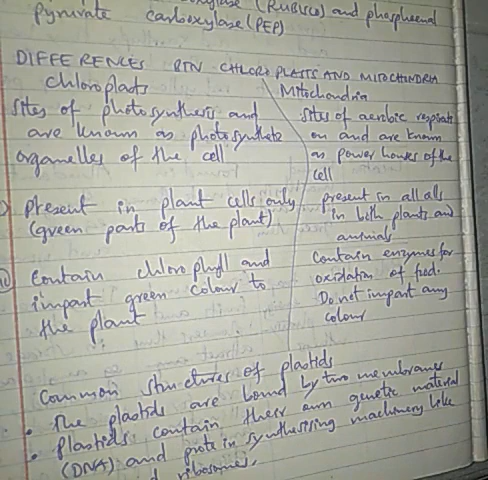 (RUBISCO) and phosphoenol
pyruvate carboxylase (PEP)
DIFFERENCES BTN CHLOROPLASTS AND MITOCHONDRIA
chloroplasts
Sites of photosynthesis and
are known as photosynthetic
organelles of the cell
present in plant cells only
(green parts of the plant)
Contain chlorophyll and
impart green colour to
the plant
Mitochondria
Sites of aerobic respirati
on and are known
as power houses of the
cell
present in all
in both plants and
animals
Contain enzymes for
oxidation of food.
Do not impart any
colour
Common structures of plastids
• The plastids are bound by two membranes
• Plastids contain their own genetic material
(DNA) and protein synthesising machinery like
ribosomes.